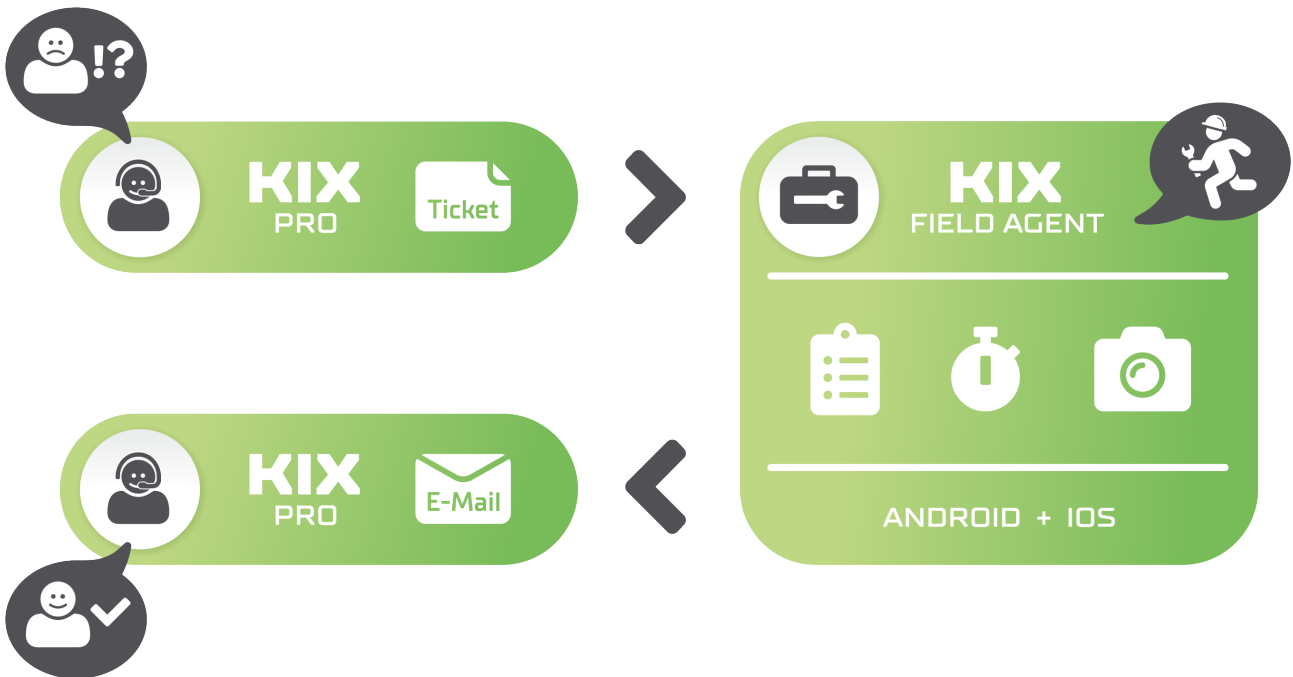 !?
KIX
PRO
Ticket
KIX
FIELD AGENT
KIX
PRO
E-Mail
ANDROID + IOS